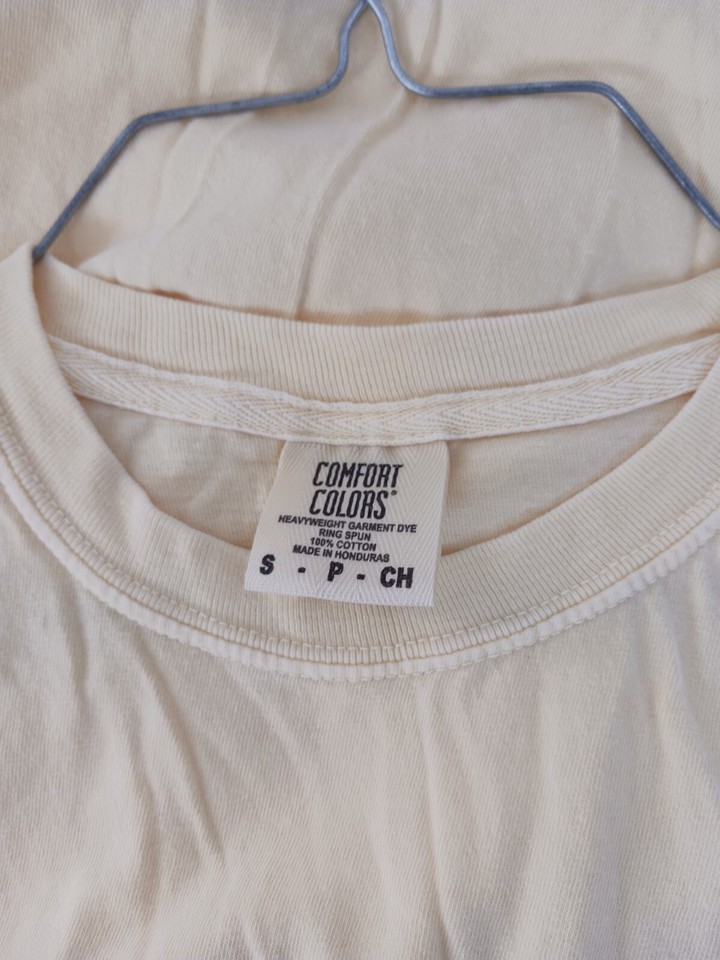 COMFORT
COLORS®
HEAVYWEIGHT GARMENT DYE
RING SPUN
100% COTTON
MADE IN HONDURAS
S - P - CH